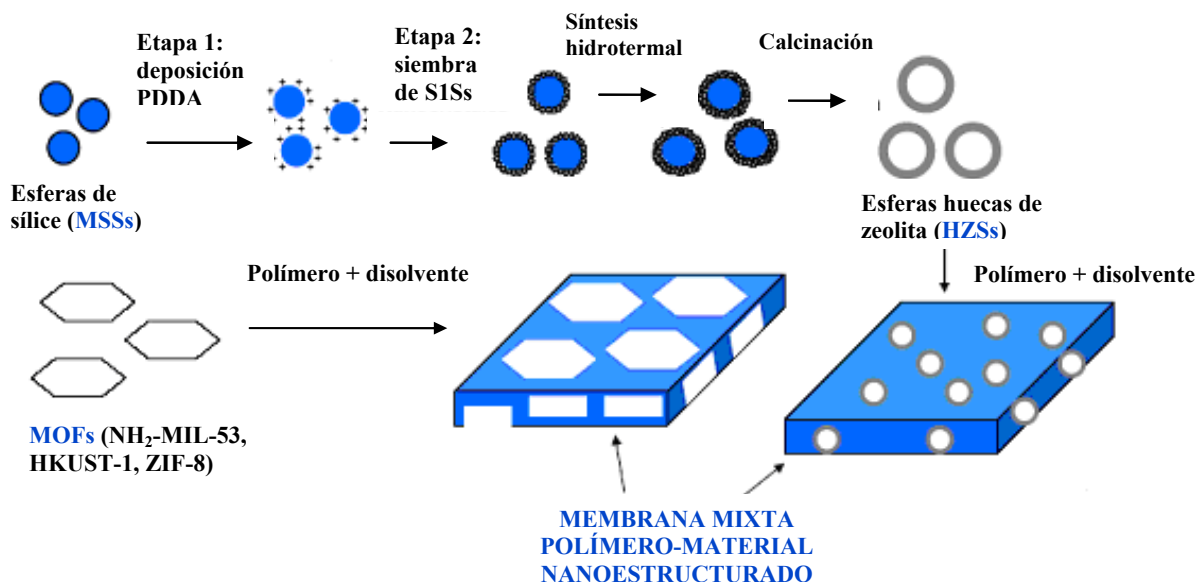 Etapa 1:
deposición
PDDA
Etapa 2:
siembra
de S1Ss
Síntesis
hidrotermal
Calcinación
Esferas de
sílice (MSSs)
Esferas huecas de
zeolita (HZSs)
Polímero + disolvente
Polímero + disolvente
MOFs (NH₂-MIL-53,
HKUST-1, ZIF-8)
MEMBRANA MIXTA
POLÍMERO-MATERIAL
NANOESTRUCTURADO